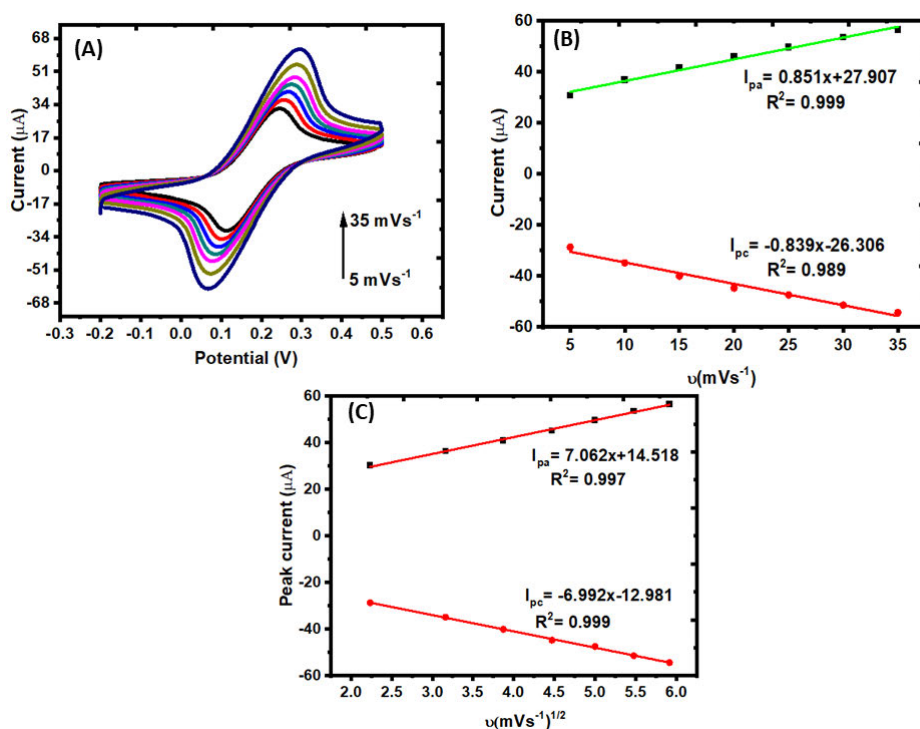 (A)
68
51
34
17
0
-17
-34
-51
-68
Current (µA)
35 mVs⁻¹
5 mVs⁻¹
-0.3 -0.2 -0.1 0.0 0.1 0.2 0.3 0.4 0.5 0.6
Potential (V)
(B)
60
40
20
0
-20
-40
-60
Current (µA)
Iₚₐ= 0.851x+27.907
R²= 0.999
Iₚc= -0.839x-26.306
R²= 0.989
5 10 15 20 25 30 35
υ(mVs⁻¹)
(C)
60
40
20
0
-20
-40
-60
Peak current (µA)
Iₚₐ= 7.062x+14.518
R²= 0.997
Iₚc= -6.992x-12.981
R²= 0.999
2.0 2.5 3.0 3.5 4.0 4.5 5.0 5.5 6.0
υ(mVs⁻¹)¹/²